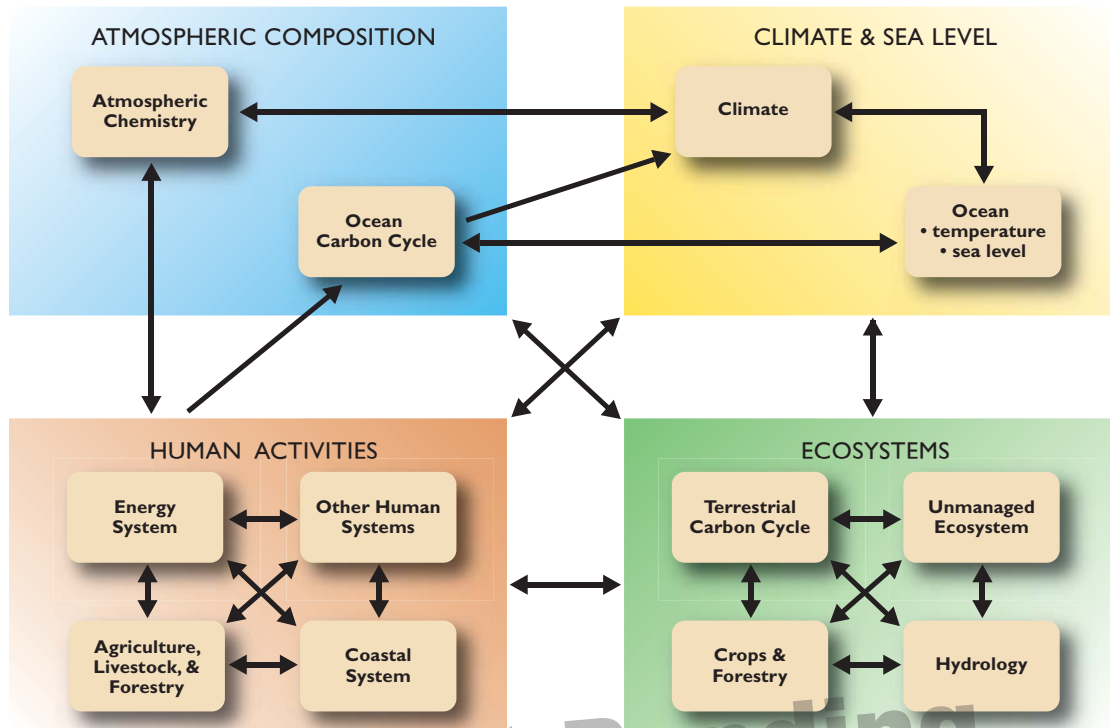 ATMOSPHERIC COMPOSITION
Atmospheric
Chemistry
Ocean
Carbon Cycle
CLIMATE & SEA LEVEL
Climate
Ocean
• temperature
• sea level
HUMAN ACTIVITIES
Energy
System
Other Human
Systems
Agriculture,
Livestock, &
Forestry
Coastal
System
ECOSYSTEMS
Terrestrial
Carbon Cycle
Unmanaged
Ecosystem
Crops &
Forestry
Hydrology